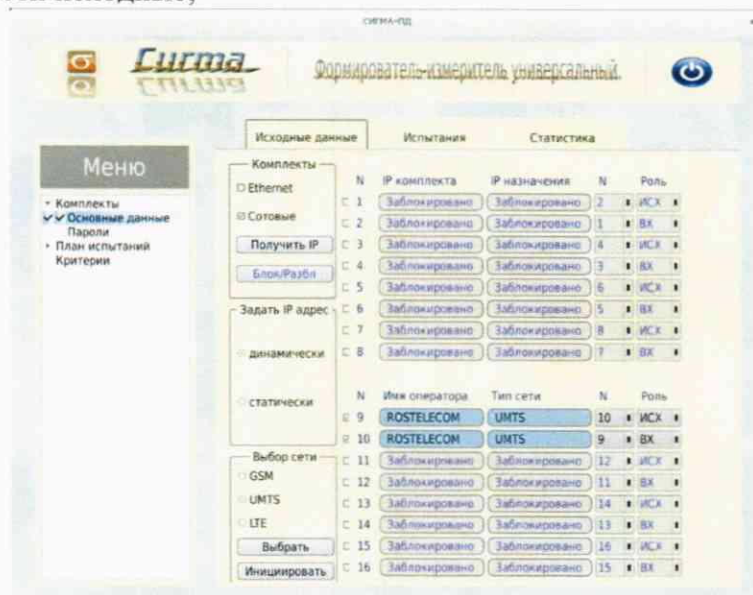 СИГМА-ПД
σ Сигма Формирователь-измеритель универсальный.
Исходные данные Испытания Статистика
Меню
Комплекты
Основные данные
Пароли
План испытаний
Критерии
Комплекты
Ethernet
Сотовые
Получить IP
Блок/Разбл
Задать IP адрес
динамически
статически
Выбор сети
GSM
UMTS
LTE
Выбрать
Инициировать
N IP комплекта IP назначения N Роль
1 Заблокировано Заблокировано 2 ИСХ
2 Заблокировано Заблокировано 1 ВХ
3 Заблокировано Заблокировано 4 ИСХ
4 Заблокировано Заблокировано 3 ВХ
5 Заблокировано Заблокировано 6 ИСХ
6 Заблокировано Заблокировано 5 ВХ
7 Заблокировано Заблокировано 8 ИСХ
8 Заблокировано Заблокировано 7 ВХ
N Имя оператора Тип сети N Роль
9 ROSTELECOM UMTS 10 ИСХ
10 ROSTELECOM UMTS 9 ВХ
11 Заблокировано Заблокировано 12 ИСХ
12 Заблокировано Заблокировано 11 ВХ
13 Заблокировано Заблокировано 14 ИСХ
14 Заблокировано Заблокировано 13 ВХ
15 Заблокировано Заблокировано 16 ИСХ
16 Заблокировано Заблокировано 15 ВХ